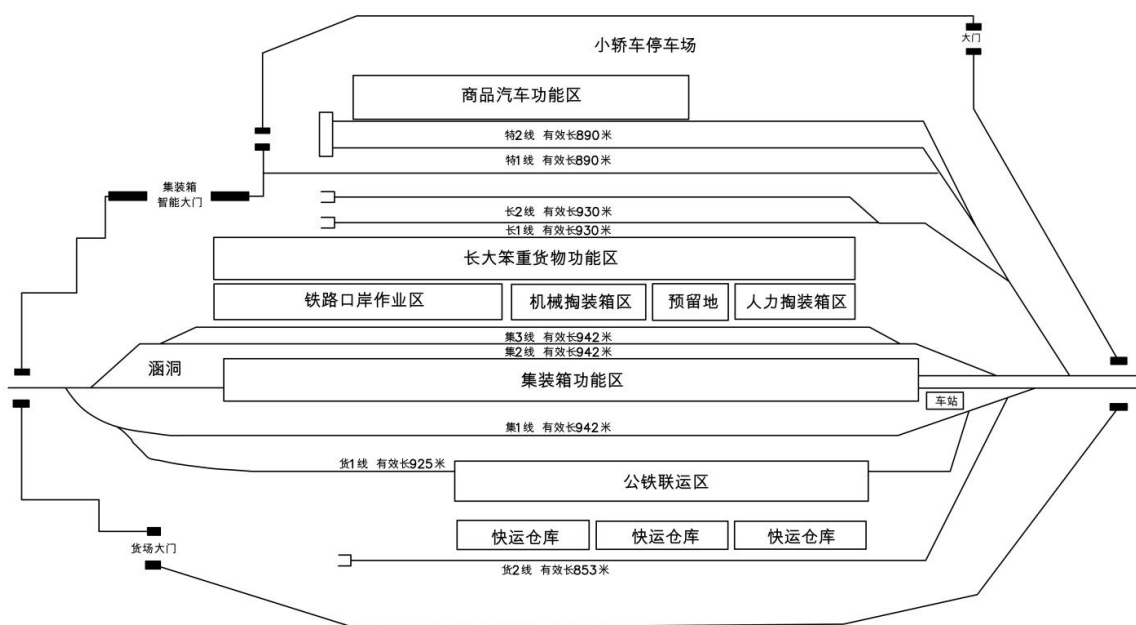 小轿车停车场
大门
商品汽车功能区
特2线 有效长890米
特1线 有效长890米
集装箱
智能大门
长2线 有效长930米
长1线 有效长930米
长大笨重货物功能区
铁路口岸作业区
机械掏装箱区
预留地
人力掏装箱区
集3线 有效长942米
集2线 有效长942米
涵洞
集装箱功能区
车站
集1线 有效长942米
货1线 有效长925米
公铁联运区
快运仓库
快运仓库
快运仓库
货场大门
货2线 有效长853米